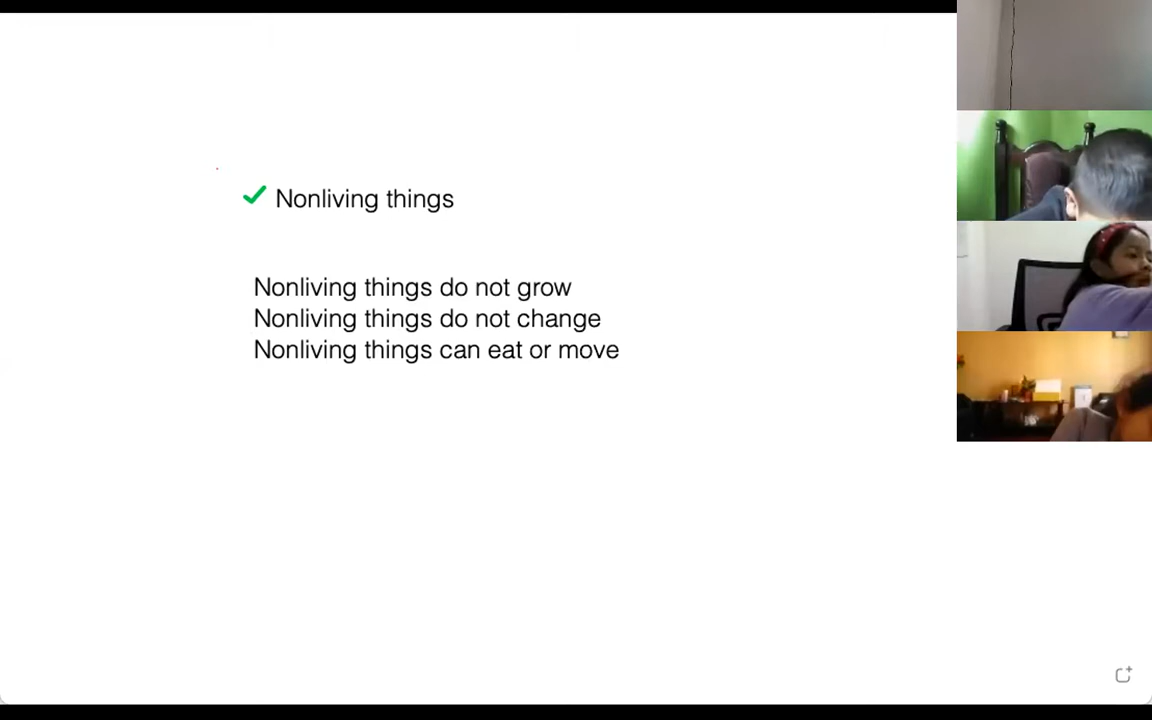 Nonliving things
Nonliving things do not grow
Nonliving things do not change
Nonliving things can eat or move